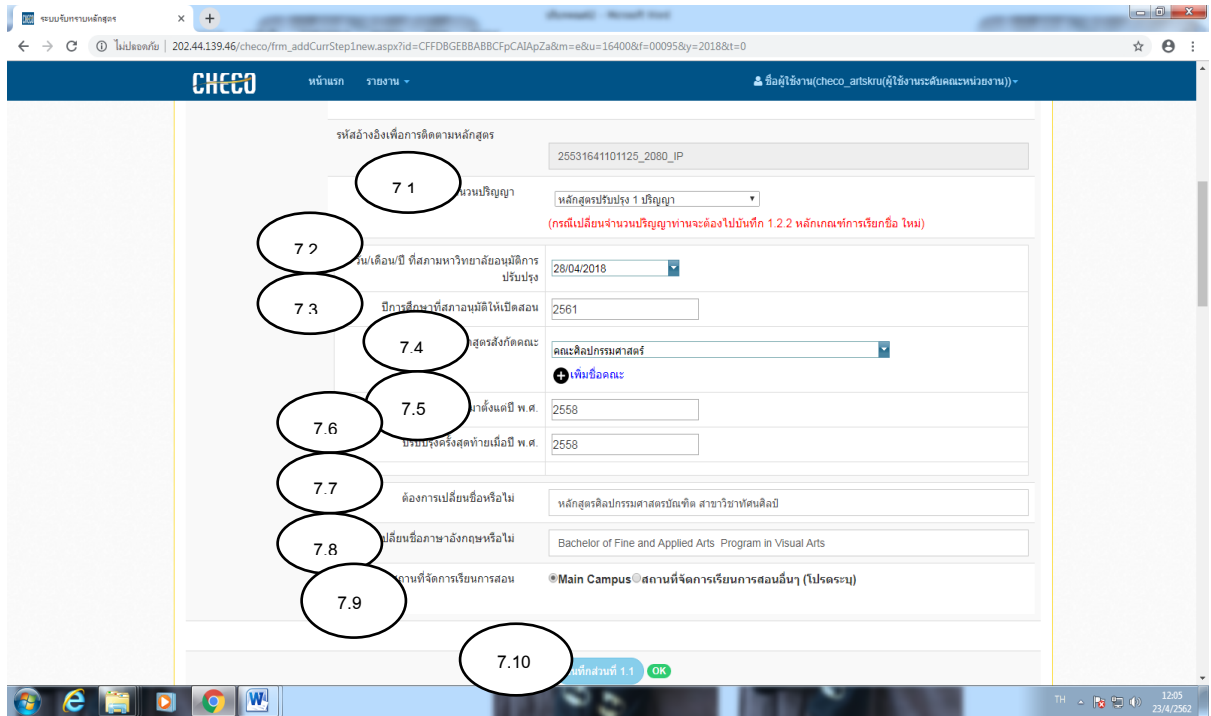 ระบบรับทราบหลักสูตร
ไม่ปลอดภัย | 202.44.139.46/checo/frm_addCurrStep1new.aspx?id=CFFDBGEBBABBCFpCAIApZa&m=e&u=16400&f=00095&y=2018&t=0
CHECO หน้าแรก รายงาน ชื่อผู้ใช้งาน(checo_artskru(ผู้ใช้งานระดับคณะหน่วยงาน))
รหัสอ้างอิงเพื่อการติดตามหลักสูตร
25531641101125_2080_IP
7.1 นวนปริญญา หลักสูตรปรับปรุง 1 ปริญญา
(กรณีเปลี่ยนจำนวนปริญญาท่านจะต้องไปบันทึก 1.2.2 หลักเกณฑ์การเรียกชื่อ ใหม่)
7.2 วัน/เดือน/ปี ที่สภามหาวิทยาลัยอนุมัติการ
ปรับปรุง 28/04/2018
7.3 ปีการศึกษาที่สภาอนุมัติให้เปิดสอน 2561
7.4 สูตรสังกัดคณะ คณะศิลปกรรมศาสตร์
เพิ่มชื่อคณะ
7.5 มาตั้งแต่ปี พ.ศ. 2558
7.6 ปรับปรุงครั้งสุดท้ายเมื่อปี พ.ศ. 2558
7.7 ต้องการเปลี่ยนชื่อหรือไม่ หลักสูตรศิลปกรรมศาสตรบัณฑิต สาขาวิชาทัศนศิลป์
7.8 เปลี่ยนชื่อภาษาอังกฤษหรือไม่ Bachelor of Fine and Applied Arts Program in Visual Arts
7.9 สถานที่จัดการเรียนการสอน Main Campus สถานที่จัดการเรียนการสอนอื่นๆ (โปรดระบุ)
7.10 นทึกส่วนที่ 1.1 OK
TH 12:05
23/4/2562